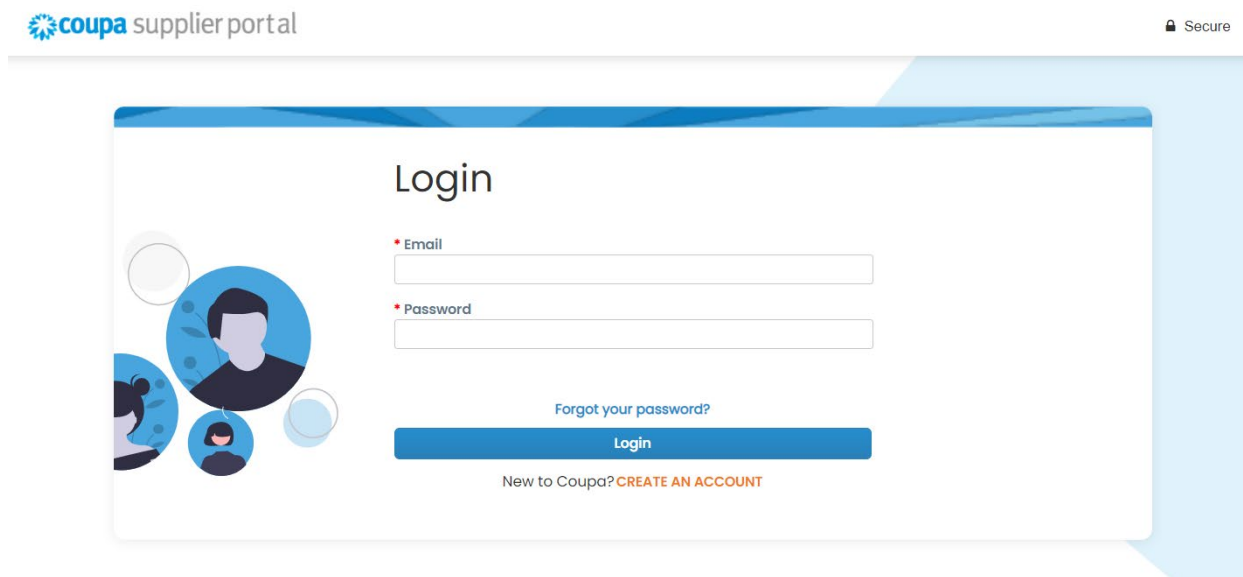 coupa supplier portal
Secure
Login
* Email
* Password
Forgot your password?
Login
New to Coupa? CREATE AN ACCOUNT